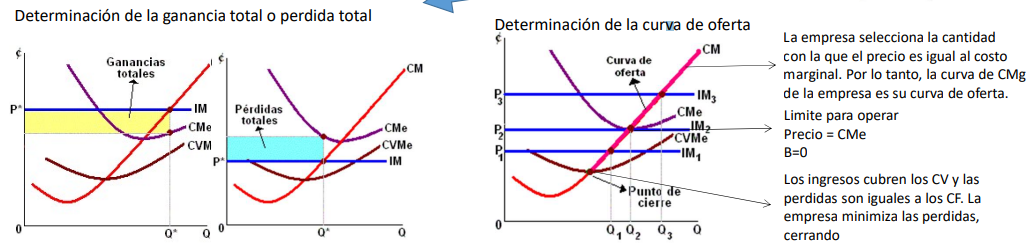 Determinación de la ganancia total o perdida total
¢
Ganancias
totales
CM
P*
IM
CMe
CVM
0
Q*
Q
¢
CM
Pérdidas
totales
CMe
CVMe
P*
IM
0
Q*
Q
Determinación de la curva de oferta
¢
CM
Curva de
oferta
P3
IM3
CMe
P2
IM2
CVMe
P1
IM1
Punto de
cierre
0
Q1
Q2
Q3
Q
La empresa selecciona la cantidad
con la que el precio es igual al costo
marginal. Por lo tanto, la curva de CMg
de la empresa es su curva de oferta.
Limite para operar
Precio = CMe
B=0
Los ingresos cubren los CV y las
perdidas son iguales a los CF. La
empresa minimiza las perdidas,
cerrando